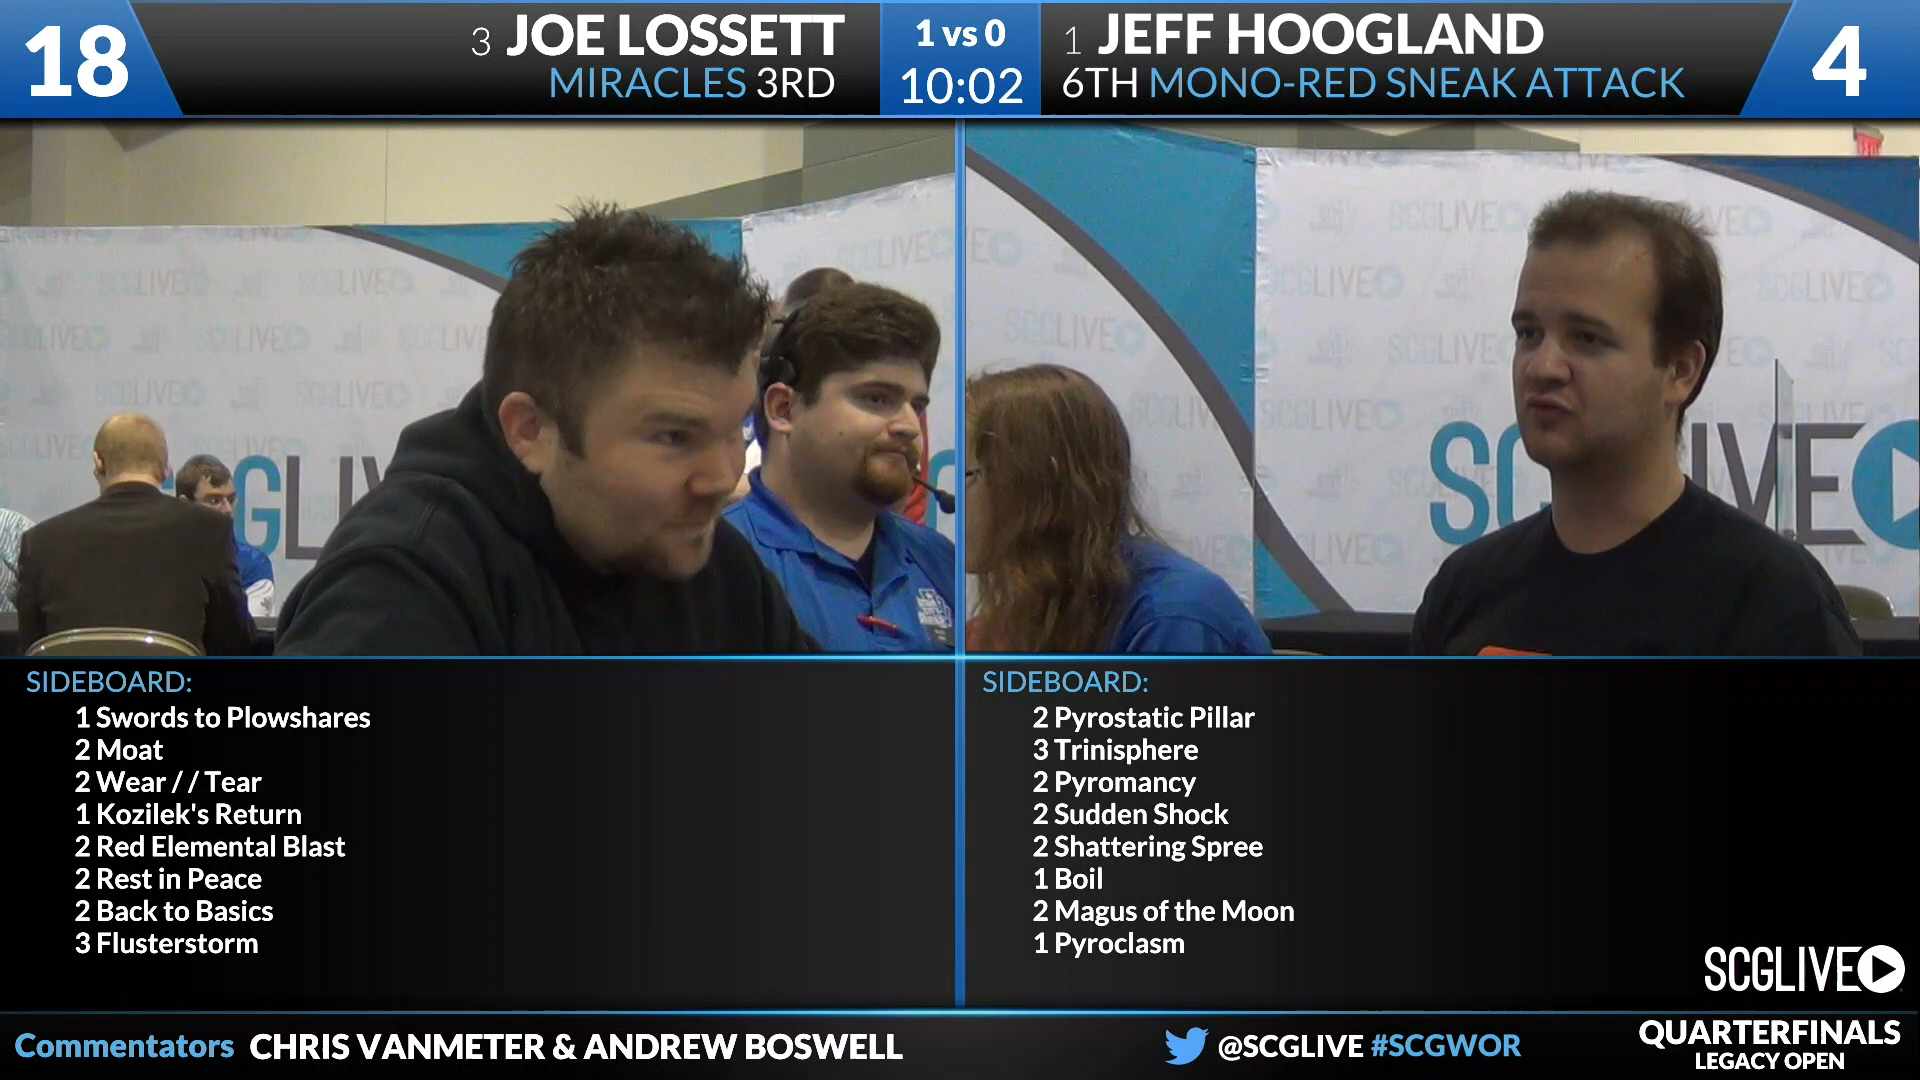 18
3 JOE LOSSETT
MIRACLES 3RD
1 vs 0
10:02
1 JEFF HOOGLAND
6TH MONO-RED SNEAK ATTACK
4
SCGLIVE
SCGLIVE
SIDEBOARD:
1 Swords to Plowshares
2 Moat
2 Wear / / Tear
1 Kozilek's Return
2 Red Elemental Blast
2 Rest in Peace
2 Back to Basics
3 Flusterstorm
SIDEBOARD:
2 Pyrostatic Pillar
3 Trinisphere
2 Pyromancy
2 Sudden Shock
2 Shattering Spree
1 Boil
2 Magus of the Moon
1 Pyroclasm
SCGLIVE
Commentators CHRIS VANMETER & ANDREW BOSWELL
@SCGLIVE #SCGWOR
QUARTERFINALS
LEGACY OPEN